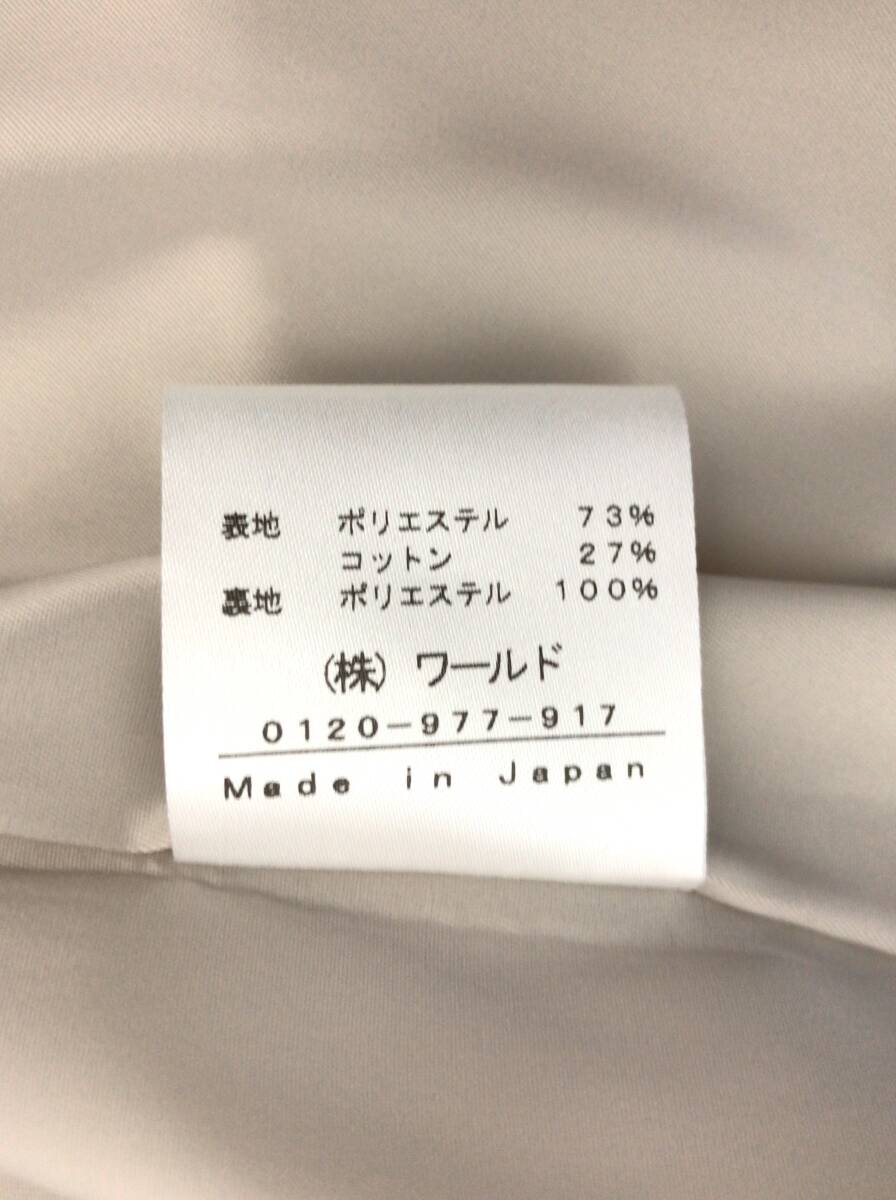 表地 ポリエステル 73%
コットン 27%
裏地 ポリエステル 100%
(株) ワールド
0120-977-917
Made in Japan